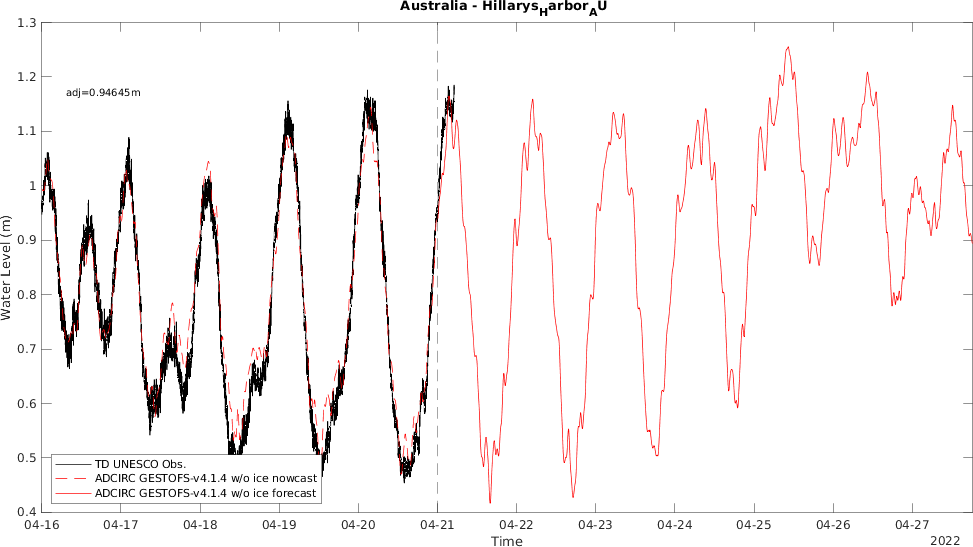 Australia - HillarysHarborAU
1.3
1.2
adj=0.94645m
1.1
1
0.9
Water Level (m)
0.8
0.7
0.6
0.5
TD UNESCO Obs.
ADCIRC GESTOFS-v4.1.4 w/o ice nowcast
ADCIRC GESTOFS-v4.1.4 w/o ice forecast
0.4
04-16 04-17 04-18 04-19 04-20 04-21 04-22 04-23 04-24 04-25 04-26 04-27
Time
2022